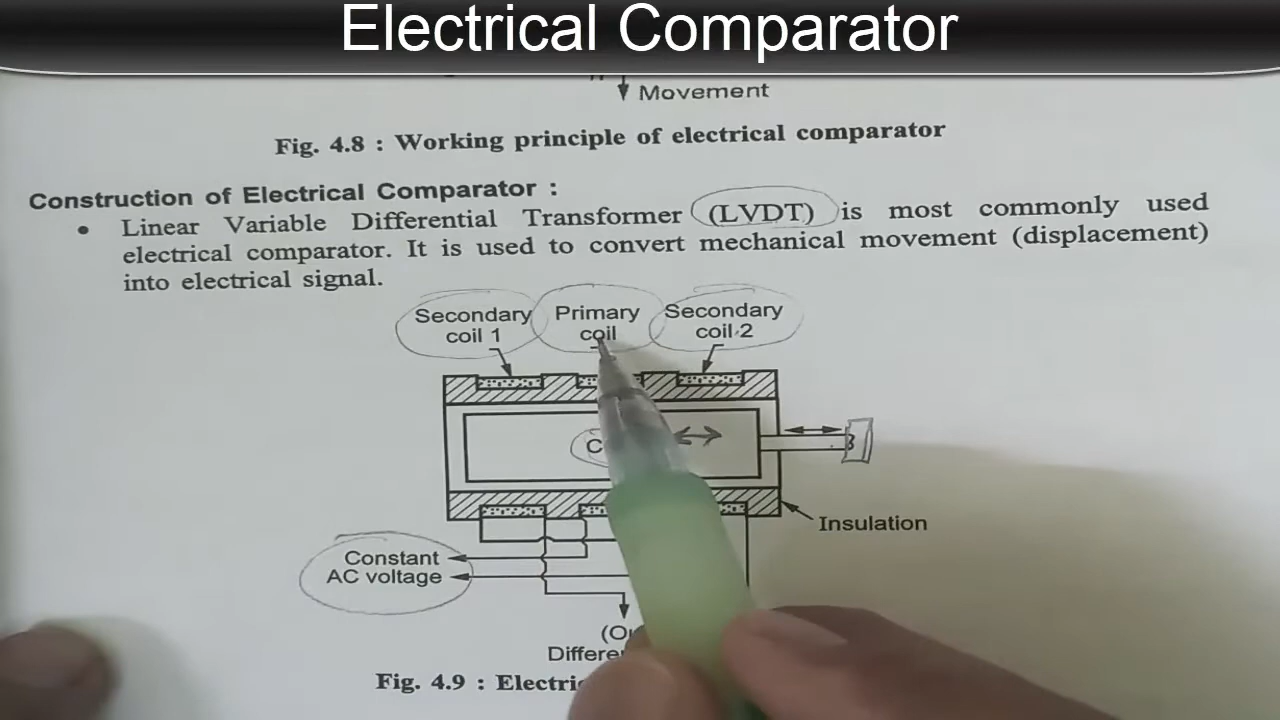 Electrical Comparator
Movement
Fig. 4.8 : Working principle of electrical comparator
Construction of Electrical Comparator :
• Linear Variable Differential Transformer (LVDT) is most commonly used
electrical comparator. It is used to convert mechanical movement (displacement)
into electrical signal.
Secondary
coil 1
Primary
coil
Secondary
coil 2
Insulation
Constant
AC voltage
Fig. 4.9 :